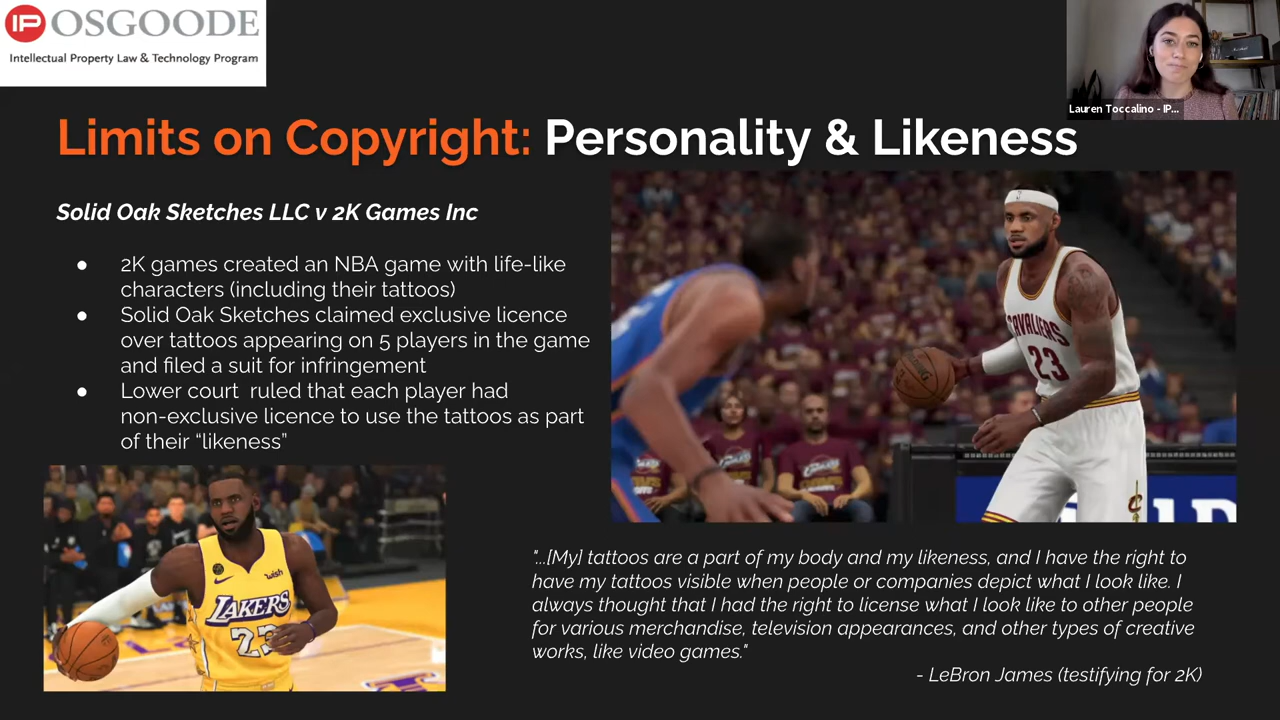 IP OSGOODE
Intellectual Property Law & Technology Program
Lauren Toccalino - IP...
Limits on Copyright: Personality & Likeness
Solid Oak Sketches LLC v 2K Games Inc
● 2K games created an NBA game with life-like
characters (including their tattoos)
● Solid Oak Sketches claimed exclusive licence
over tattoos appearing on 5 players in the game
and filed a suit for infringement
● Lower court ruled that each player had
non-exclusive licence to use the tattoos as part
of their “likeness”
CAVALIERS
23
wish
LAKERS
23
"...[My] tattoos are a part of my body and my likeness, and I have the right to
have my tattoos visible when people or companies depict what I look like. I
always thought that I had the right to license what I look like to other people
for various merchandise, television appearances, and other types of creative
works, like video games."
- LeBron James (testifying for 2K)